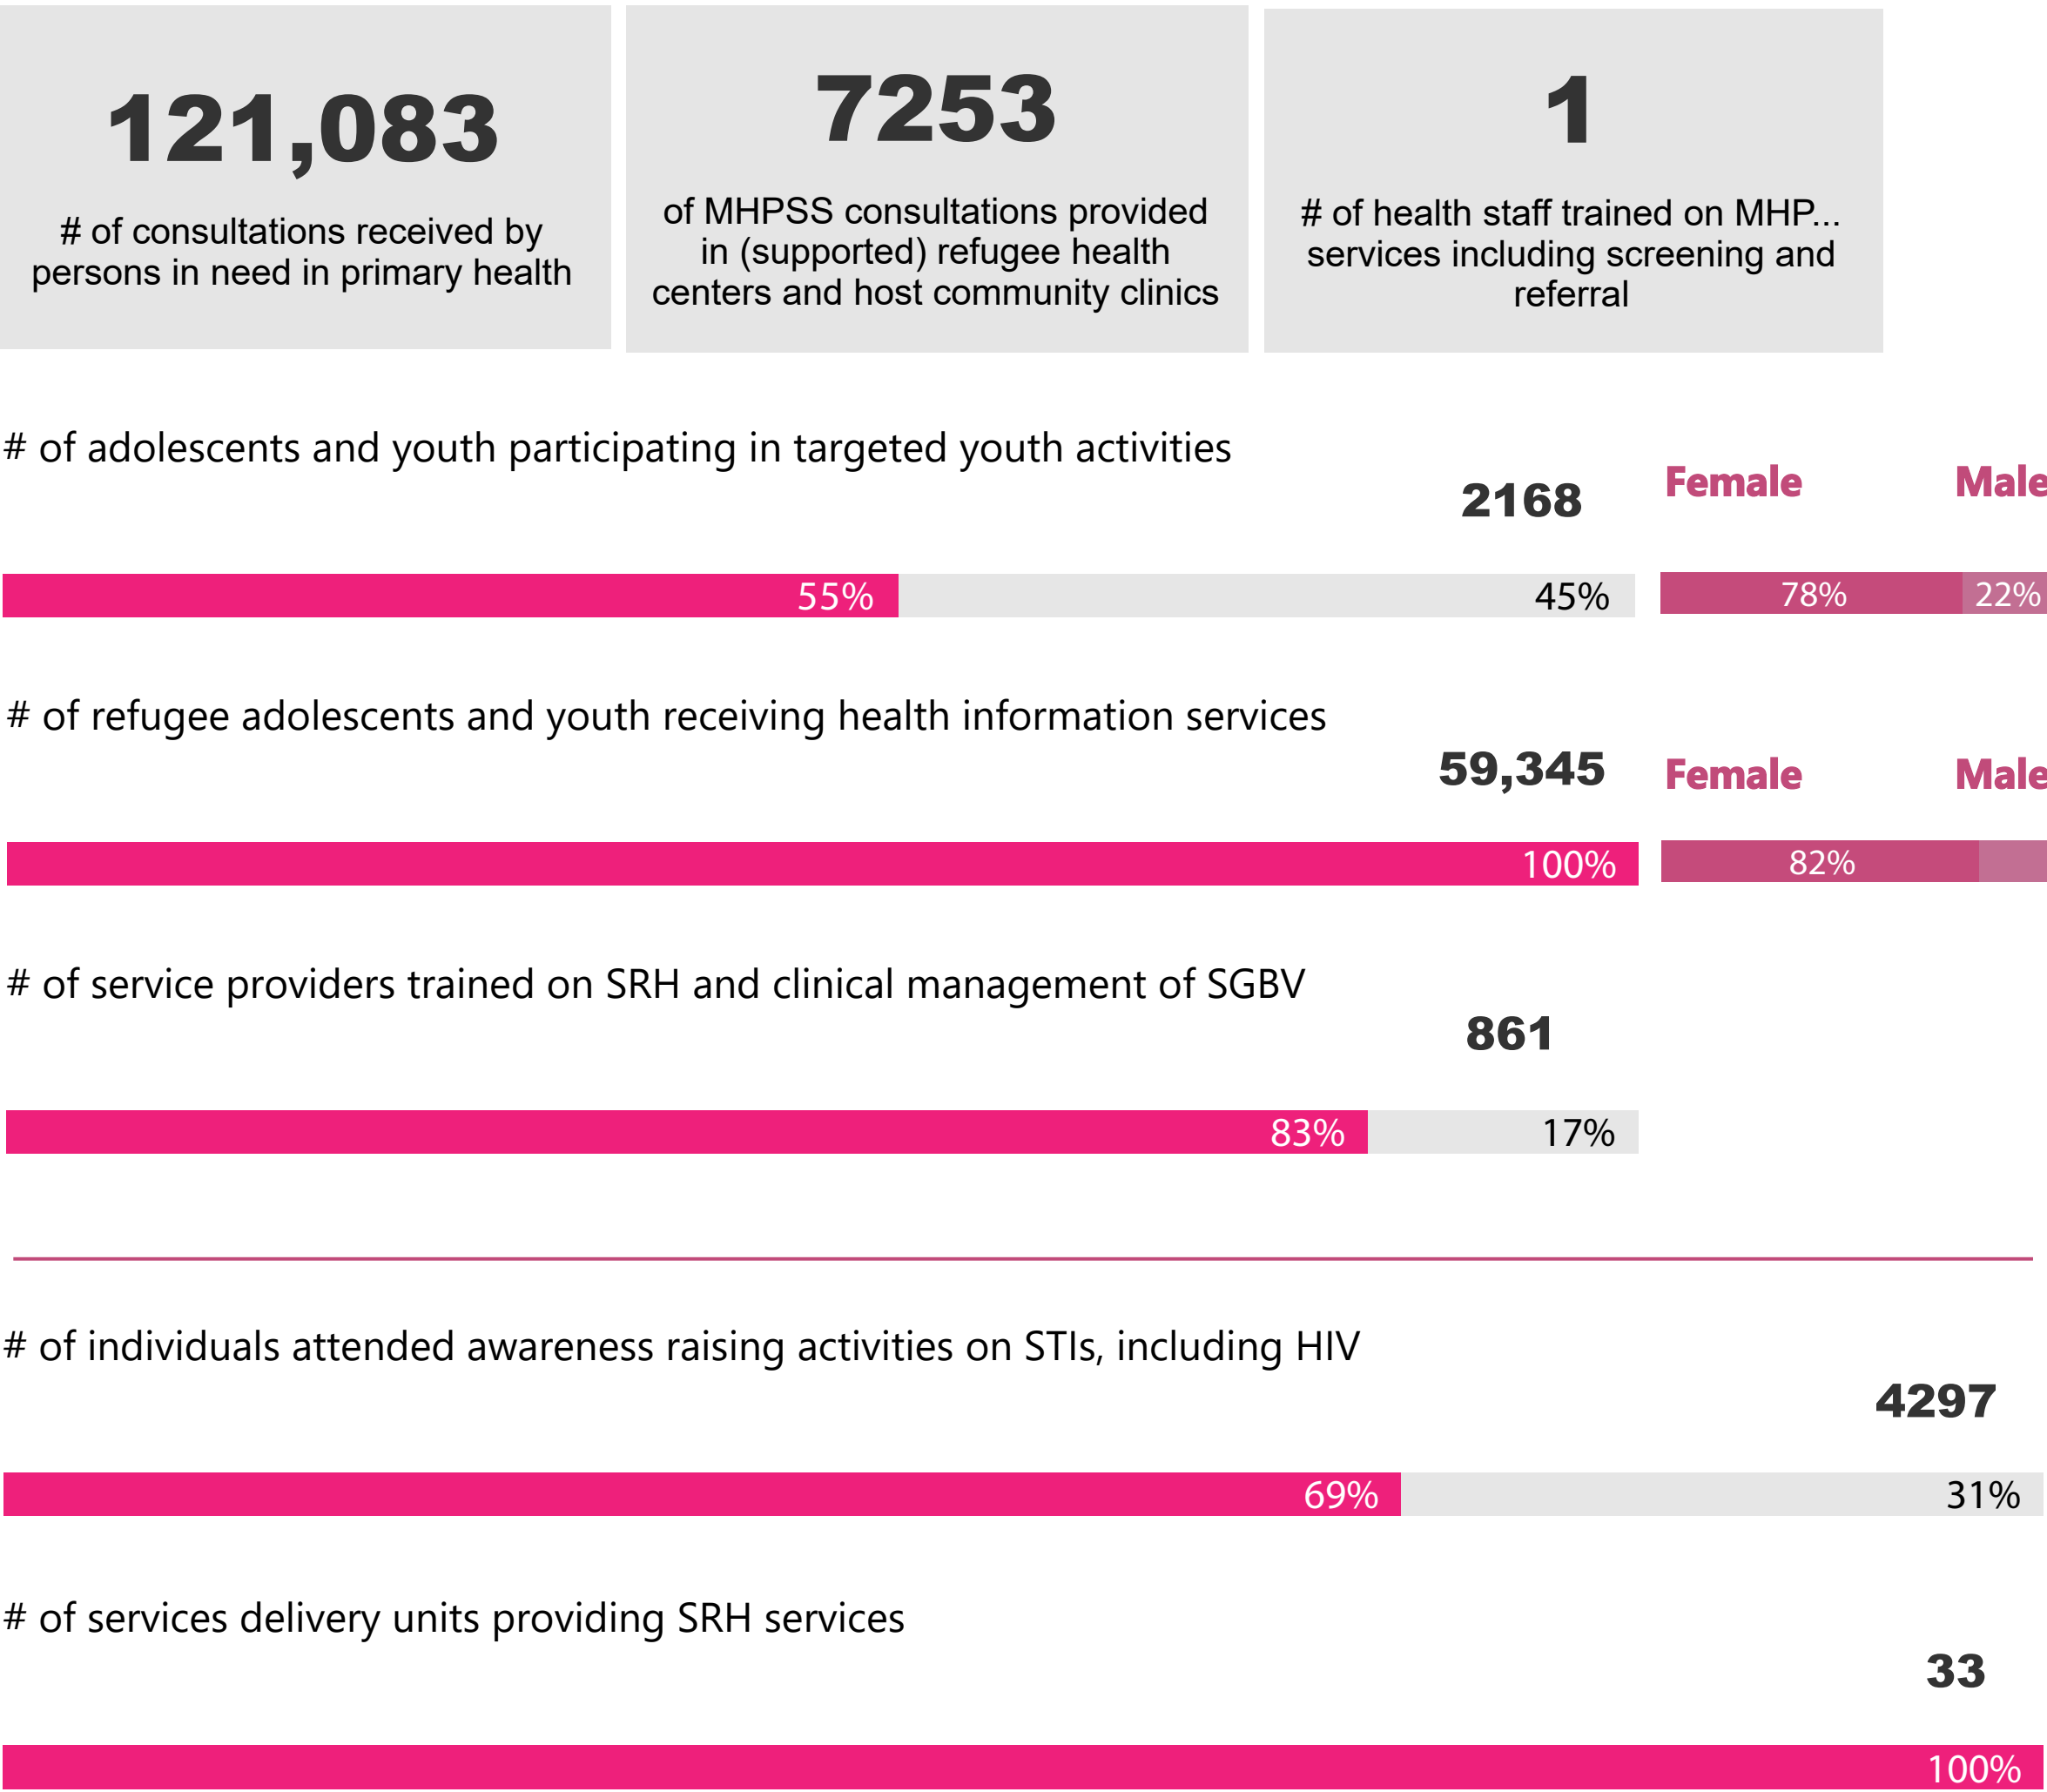 121,083
# of consultations received by
persons in need in primary health
7253
of MHPSS consultations provided
in (supported) refugee health
centers and host community clinics
1
# of health staff trained on MHP...
services including screening and
referral
# of adolescents and youth participating in targeted youth activities
2168
Female Male
55% 45%
78% 22%
# of refugee adolescents and youth receiving health information services
59,345
Female Male
100%
82%
# of service providers trained on SRH and clinical management of SGBV
861
83% 17%
# of individuals attended awareness raising activities on STIs, including HIV
4297
69% 31%
# of services delivery units providing SRH services
33
100%